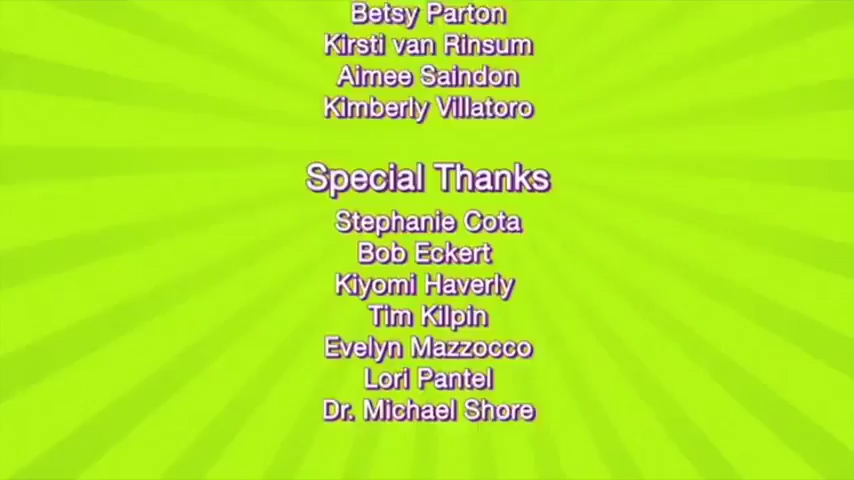 Betsy Parton
Kirsti van Rinsum
Aimee Saindon
Kimberly Villatoro
Special Thanks
Stephanie Cota
Bob Eckert
Kiyomi Haverly
Tim Kilpin
Evelyn Mazzocco
Lori Pantel
Dr. Michael Shore